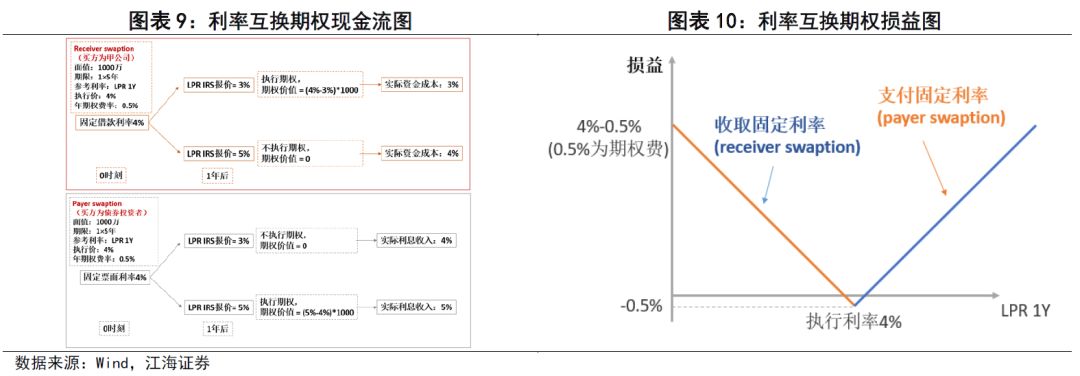 图表 9：利率互换期权现金流图
Receiver swaption
（买方为甲公司）
面值：1000万
期限：1×5年
参考利率：LPR 1Y
执行价：4%
年期权费率：0.5%
固定借款利率4%
LPR IRS报价= 3%
执行期权，
期权价值 = (4%-3%)*1000
实际资金成本：3%
LPR IRS报价= 5%
不执行期权，
期权价值 = 0
实际资金成本：4%
0时刻
1年后
Payer swaption
（买方为债券投资者）
面值：1000万
期限：1×5年
参考利率：LPR 1Y
执行价：4%
年期权费率：0.5%
固定票面利率4%
LPR IRS报价= 3%
不执行期权，
期权价值 = 0
实际利息收入：4%
LPR IRS报价= 5%
执行期权，
期权价值 = (5%-4%)*1000
实际利息收入：5%
0时刻
1年后
图表 10：利率互换期权损益图
损益
4%-0.5%
(0.5%为期权费)
收取固定利率
(receiver swaption)
支付固定利率
(payer swaption)
-0.5%
执行利率4%
LPR 1Y
数据来源：Wind，江海证券